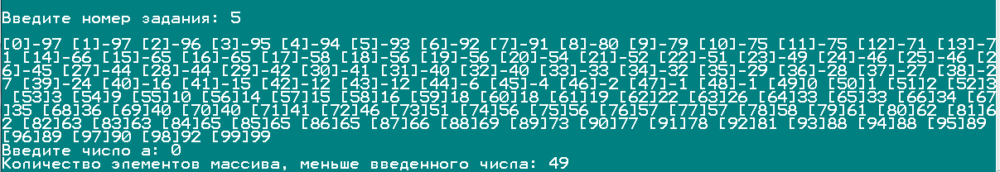 Введите номер задания: 5
[0]-97 [1]-97 [2]-96 [3]-95 [4]-94 [5]-93 [6]-92 [7]-91 [8]-80 [9]-79 [10]-75 [11]-75 [12]-71 [13]-7
1 [14]-66 [15]-65 [16]-65 [17]-58 [18]-56 [19]-56 [20]-54 [21]-52 [22]-51 [23]-49 [24]-46 [25]-46 [2
6]-45 [27]-44 [28]-44 [29]-42 [30]-41 [31]-40 [32]-40 [33]-33 [34]-32 [35]-29 [36]-28 [37]-27 [38]-2
7 [39]-24 [40]-16 [41]-15 [42]-12 [43]-12 [44]-6 [45]-4 [46]-2 [47]-1 [48]-1 [49]0 [50]1 [51]2 [52]3
[53]3 [54]9 [55]10 [56]14 [57]15 [58]16 [59]18 [60]18 [61]19 [62]22 [63]26 [64]33 [65]33 [66]34 [67
]35 [68]36 [69]40 [70]40 [71]41 [72]46 [73]51 [74]56 [75]56 [76]57 [77]57 [78]58 [79]61 [80]62 [81]6
2 [82]63 [83]63 [84]65 [85]65 [86]65 [87]66 [88]69 [89]73 [90]77 [91]78 [92]81 [93]88 [94]88 [95]89
[96]89 [97]90 [98]92 [99]99
Введите число а: 0
Количество элементов массива, меньше введенного числа: 49